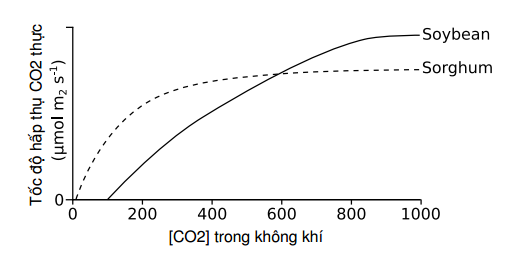 Tốc độ hấp thụ CO2 thực
(µmol m₂ s⁻¹)
Soybean
Sorghum
0
0 200 400 600 800 1000
[CO2] trong không khí